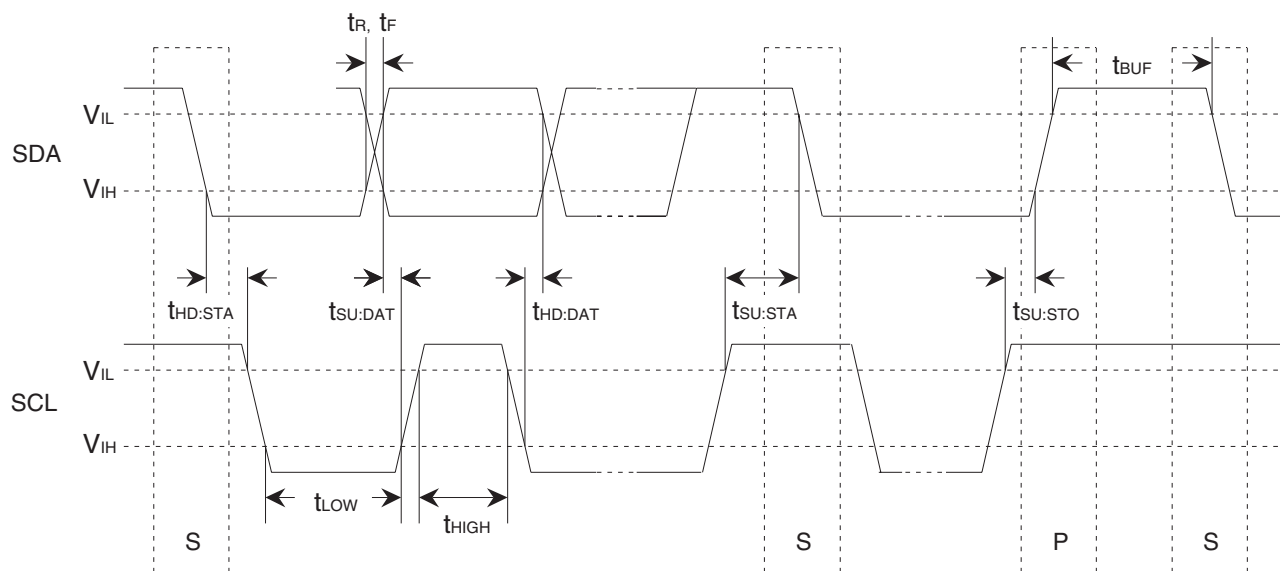 tR, tF
tBUF
VIL
SDA
VIH
tHD:STA
tSU:DAT
tHD:DAT
tSU:STA
tSU:STO
VIL
SCL
VIH
tLOW
tHIGH
S
S
P
S